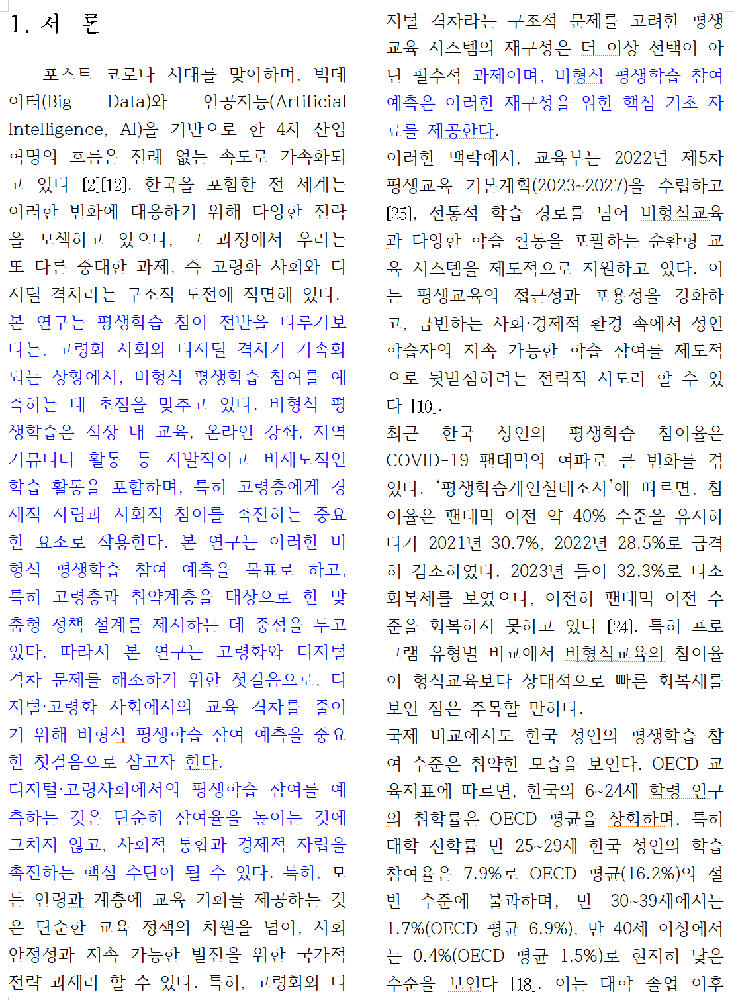 1. 서 론
포스트 코로나 시대를 맞이하며, 빅데
이터(Big Data)와 인공지능(Artificial
Intelligence, AI)을 기반으로 한 4차 산업
혁명의 흐름은 전례 없는 속도로 가속화되
고 있다 [2][12]. 한국을 포함한 전 세계는
이러한 변화에 대응하기 위해 다양한 전략
을 모색하고 있으나, 그 과정에서 우리는
또 다른 중대한 과제, 즉 고령화 사회와 디
지털 격차라는 구조적 도전에 직면해 있다.
본 연구는 평생학습 참여 전반을 다루기보
다는, 고령화 사회와 디지털 격차가 가속화
되는 상황에서, 비형식 평생학습 참여를 예
측하는 데 초점을 맞추고 있다. 비형식 평
생학습은 직장 내 교육, 온라인 강좌, 지역
커뮤니티 활동 등 자발적이고 비제도적인
학습 활동을 포함하며, 특히 고령층에게 경
제적 자립과 사회적 참여를 촉진하는 중요
한 요소로 작용한다. 본 연구는 이러한 비
형식 평생학습 참여 예측을 목표로 하고,
특히 고령층과 취약계층을 대상으로 한 맞
춤형 정책 설계를 제시하는 데 중점을 두고
있다. 따라서 본 연구는 고령화와 디지털
격차 문제를 해소하기 위한 첫걸음으로, 디
지털·고령화 사회에서의 교육 격차를 줄이
기 위해 비형식 평생학습 참여 예측을 중요
한 첫걸음으로 삼고자 한다.
디지털·고령사회에서의 평생학습 참여를 예
측하는 것은 단순히 참여율을 높이는 것에
그치지 않고, 사회적 통합과 경제적 자립을
촉진하는 핵심 수단이 될 수 있다. 특히, 모
든 연령과 계층에 교육 기회를 제공하는 것
은 단순한 교육 정책의 차원을 넘어, 사회
안정성과 지속 가능한 발전을 위한 국가적
전략 과제라 할 수 있다. 특히, 고령화와 디
지털 격차라는 구조적 문제를 고려한 평생
교육 시스템의 재구성은 더 이상 선택이 아
닌 필수적 과제이며, 비형식 평생학습 참여
예측은 이러한 재구성을 위한 핵심 기초 자
료를 제공한다.
이러한 맥락에서, 교육부는 2022년 제5차
평생교육 기본계획(2023~2027)을 수립하고
[25], 전통적 학습 경로를 넘어 비형식교육
과 다양한 학습 활동을 포괄하는 순환형 교
육 시스템을 제도적으로 지원하고 있다. 이
는 평생교육의 접근성과 포용성을 강화하
고, 급변하는 사회·경제적 환경 속에서 성인
학습자의 지속 가능한 학습 참여를 제도적
으로 뒷받침하려는 전략적 시도라 할 수 있
다 [10].
최근 한국 성인의 평생학습 참여율은
COVID-19 팬데믹의 여파로 큰 변화를 겪
었다. ‘평생학습개인실태조사’에 따르면, 참
여율은 팬데믹 이전 약 40% 수준을 유지하
다가 2021년 30.7%, 2022년 28.5%로 급격
히 감소하였다. 2023년 들어 32.3%로 다소
회복세를 보였으나, 여전히 팬데믹 이전 수
준을 회복하지 못하고 있다 [24]. 특히 프로
그램 유형별 비교에서 비형식교육의 참여율
이 형식교육보다 상대적으로 빠른 회복세를
보인 점은 주목할 만하다.
국제 비교에서도 한국 성인의 평생학습 참
여 수준은 취약한 모습을 보인다. OECD 교
육지표에 따르면, 한국의 6~24세 학령 인구
의 취학률은 OECD 평균을 상회하며, 특히
대학 진학률 만 25~29세 한국 성인의 학습
참여율은 7.9%로 OECD 평균(16.2%)의 절
반 수준에 불과하며, 만 30~39세에서는
1.7%(OECD 평균 6.9%), 만 40세 이상에서
는 0.4%(OECD 평균 1.5%)로 현저히 낮은
수준을 보인다 [18]. 이는 대학 졸업 이후